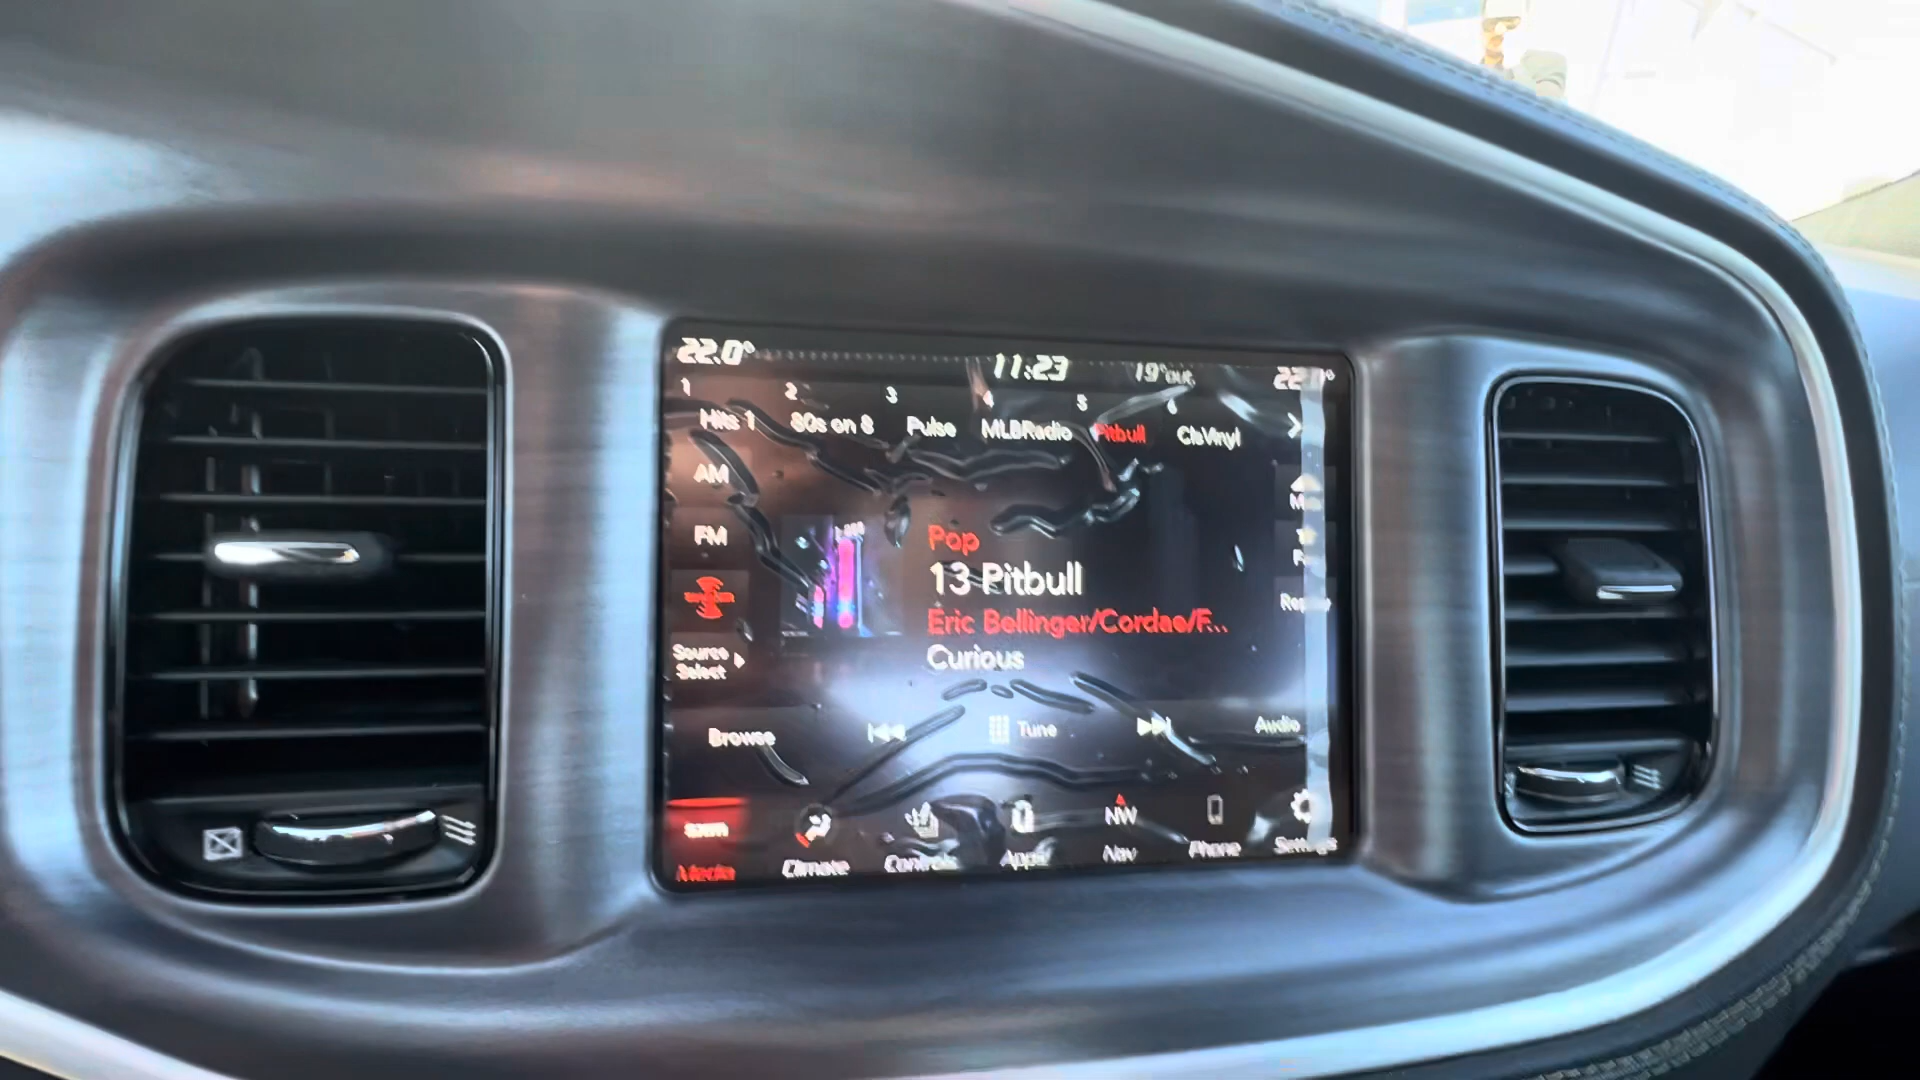 22.0° 11:23 19°out 22.0°
1 2 3 4 5 6
Hits 1 80s on 8 Pulse MLBRadio Pitbull ClsVinyl
AM
FM
Pop
13 Pitbull
Eric Bellinger/Cordae/F...
Curious
Source
Select
Browse Tune Audio
sxm NW
Media Climate Controls Apps Nav Phone Settings